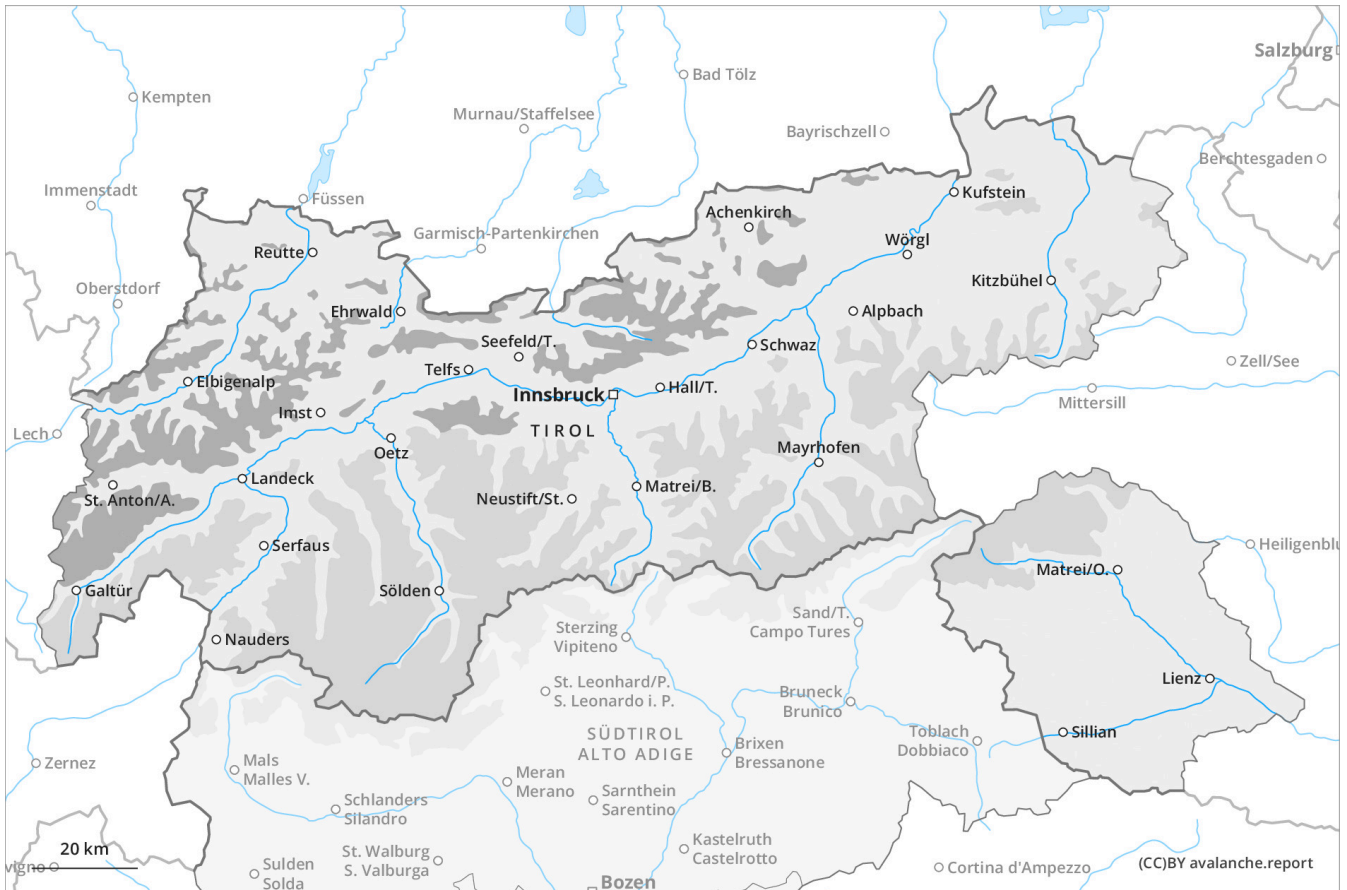 Salzburg
Bad Tölz
Kempten
Murnau/Staffelsee
Bayrischzell
Berchtesgaden
Immenstadt
Füssen
Kufstein
Achenkirch
Garmisch-Partenkirchen
Wörgl
Reutte
Kitzbühel
Oberstdorf
Ehrwald
Alpbach
Seefeld/T.
Schwaz
Zell/See
Telfs
Elbigenalp
Innsbruck
Hall/T.
Mittersill
Imst
TIROL
Lech
Oetz
Mayrhofen
Landeck
Matrei/B.
St. Anton/A.
Neustift/St.
Serfaus
Heiligenblu
Matrei/O.
Galtür
Sölden
Sand/T.
Campo Tures
Sterzing
Vipiteno
Nauders
Lienz
St. Leonhard/P.
S. Leonardo i. P.
Bruneck
Brunico
Sillian
Toblach
Dobbiaco
SÜDTIROL
ALTO ADIGE
Brixen
Bressanone
Zernez
Mals
Malles V.
Meran
Merano
Sarnthein
Sarentino
Schlanders
Silandro
Kastelruth
Castelrotto
20 km
St. Walburg
S. Valburga
vigno
Sulden
Solda
Cortina d'Ampezzo
(CC)BY avalanche.report
Bozen